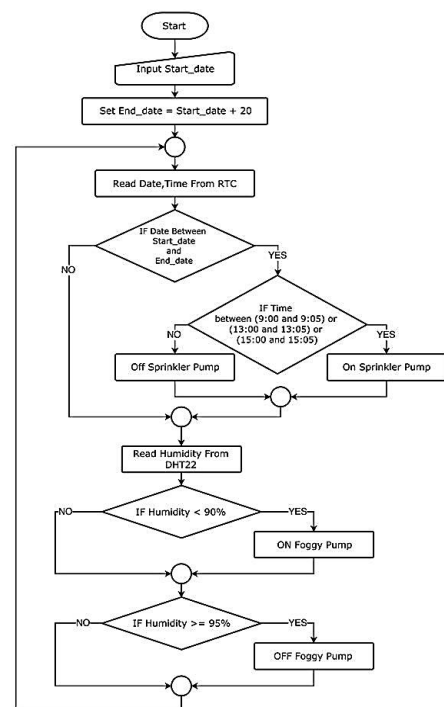 Start
Input Start_date
Set End_date = Start_date + 20
Read Date,Time From RTC
IF Date Between
Start_date
and
End_date
NO
YES
IF Time
between (9:00 and 9:05) or
(13:00 and 13:05) or
(15:00 and 15:05)
NO
YES
Off Sprinkler Pump
On Sprinkler Pump
Read Humidity From
DHT22
IF Humidity < 90%
NO
YES
ON Foggy Pump
IF Humidity >= 95%
NO
YES
OFF Foggy Pump